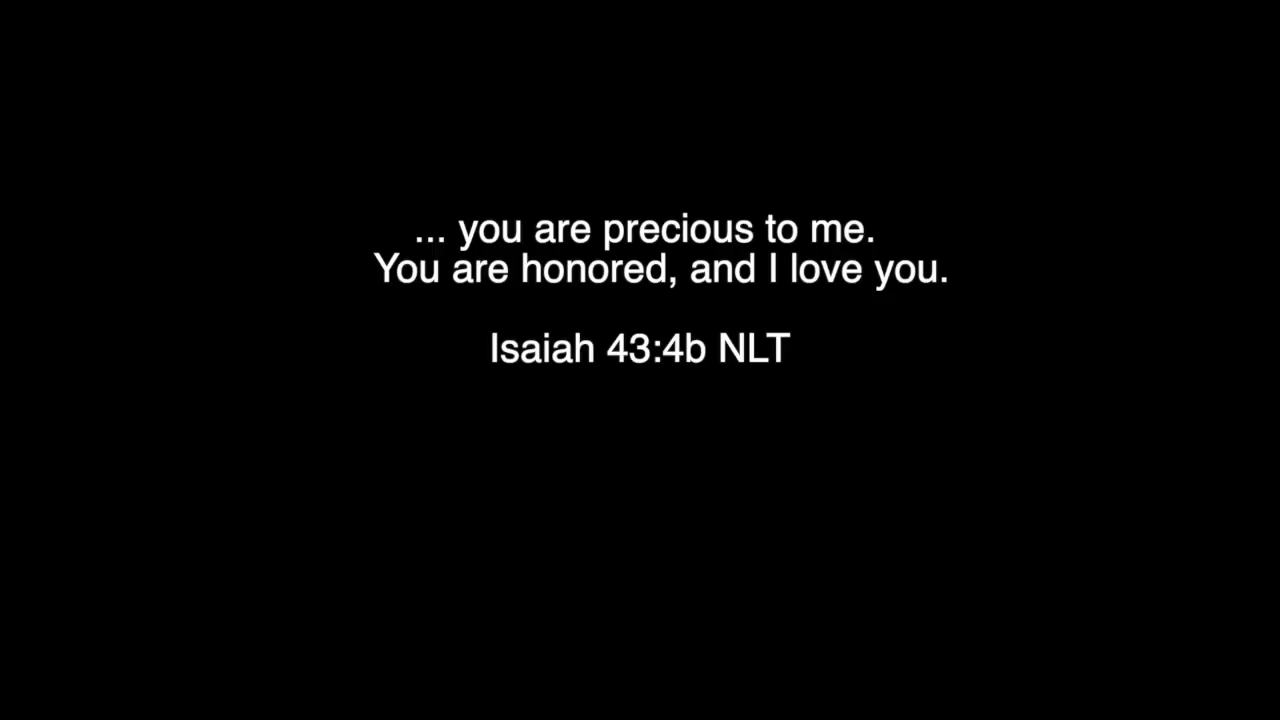 ... you are precious to me.
You are honored, and I love you.
Isaiah 43:4b NLT